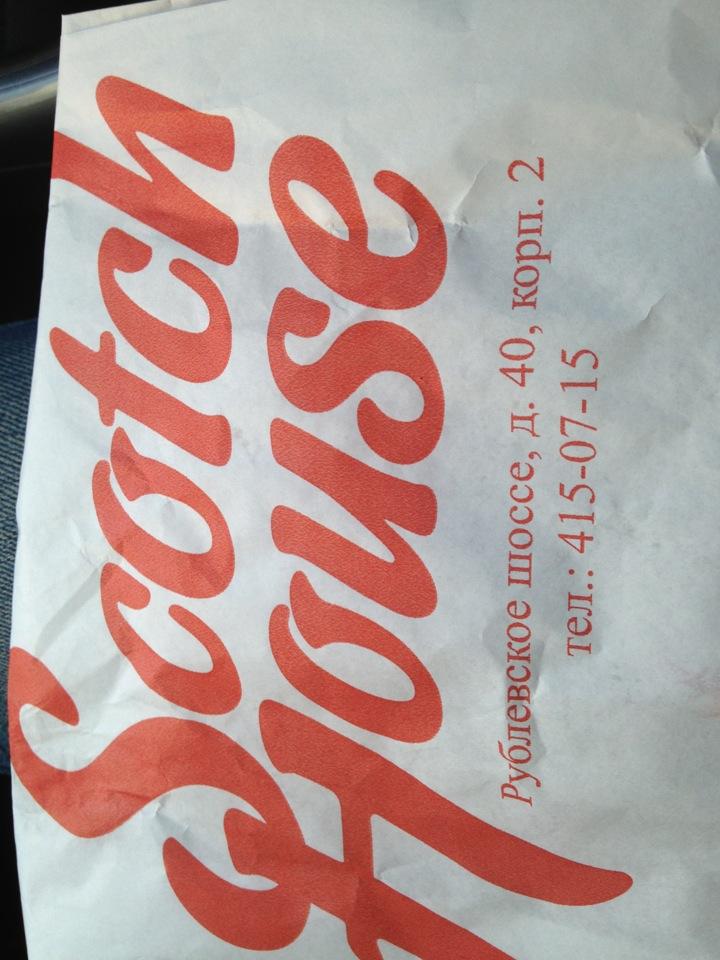 Scotch
House
Рублевское шоссе, д. 40, корп. 2
тел.: 415-07-15